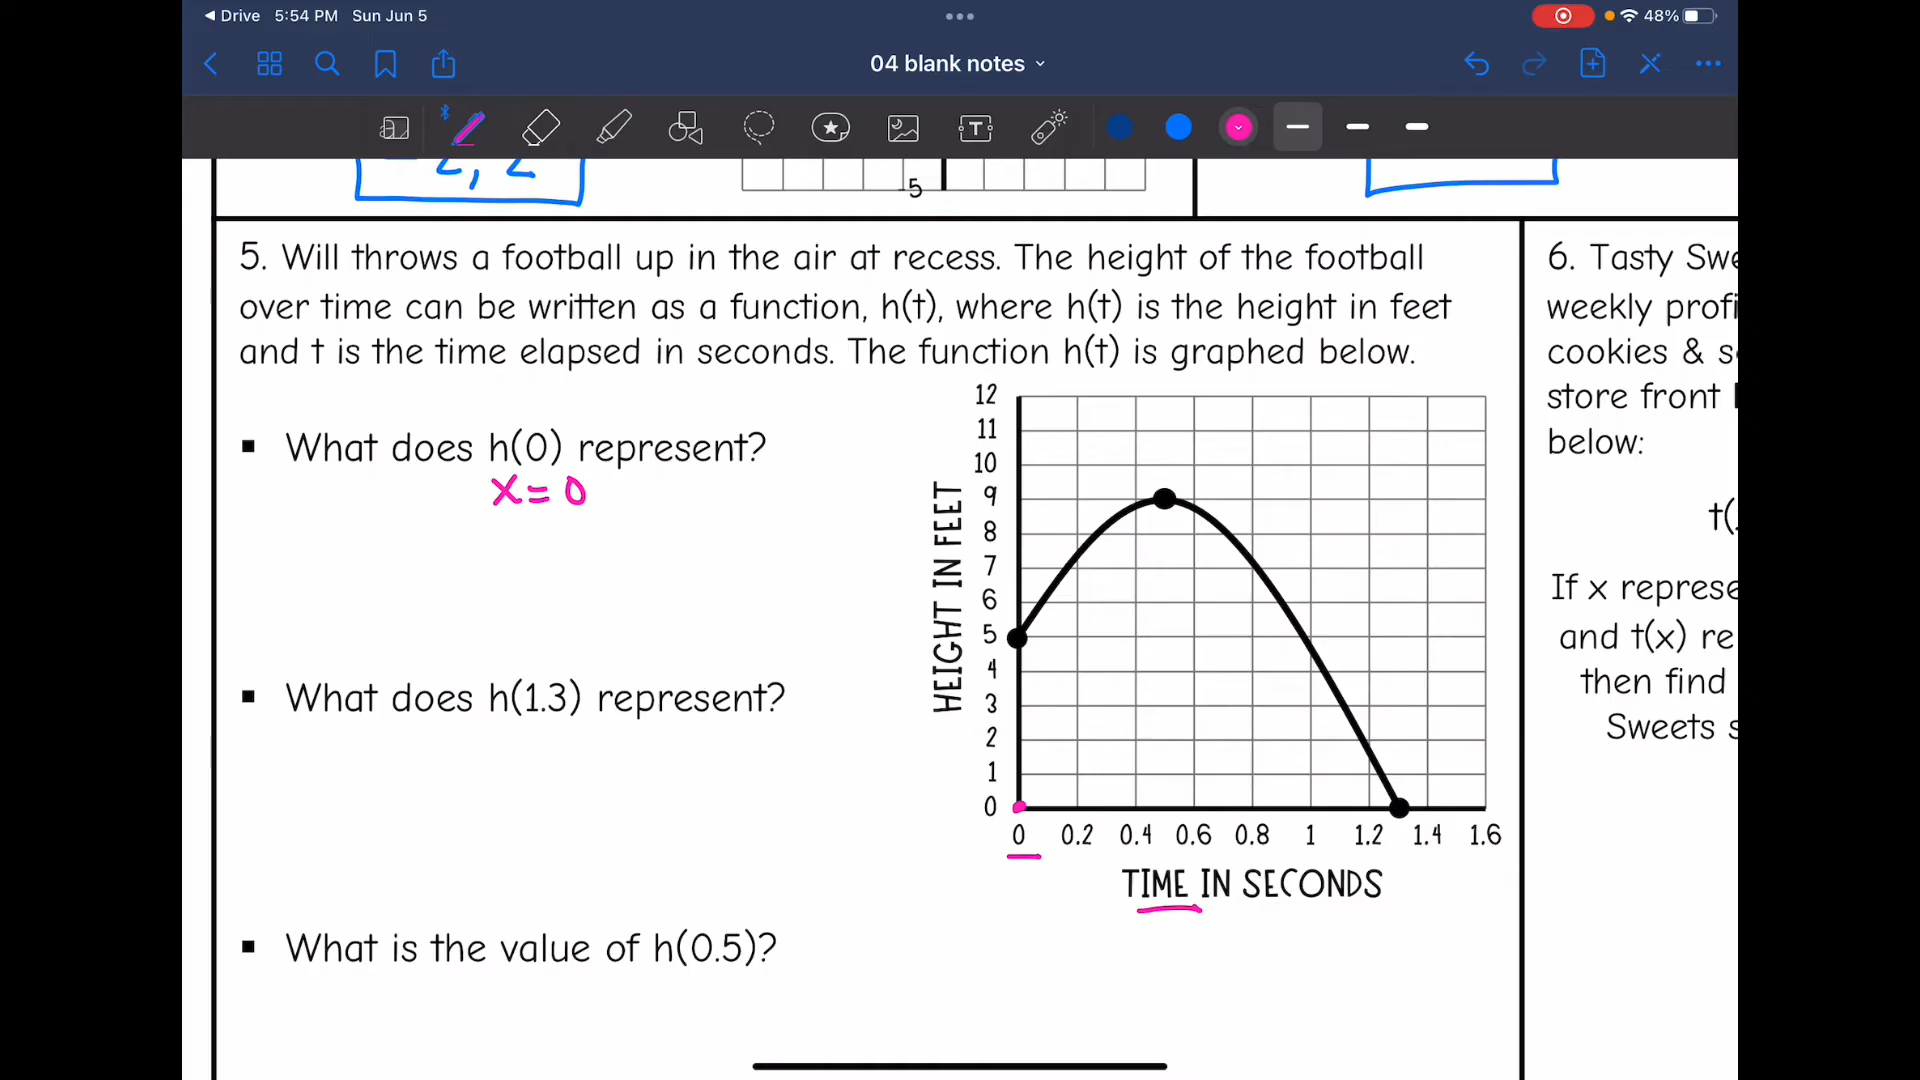 Drive 5:54 PM Sun Jun 5
48%
04 blank notes
T
2, 2
-5
5. Will throws a football up in the air at recess. The height of the football
over time can be written as a function, h(t), where h(t) is the height in feet
and t is the time elapsed in seconds. The function h(t) is graphed below.
▪ What does h(0) represent?
x = 0
▪ What does h(1.3) represent?
▪ What is the value of h(0.5)?
HEIGHT IN FEET
12
11
10
9
8
7
6
5
4
3
2
1
0
0 0.2 0.4 0.6 0.8 1 1.2 1.4 1.6
TIME IN SECONDS
6. Tasty Swe
weekly profi
cookies & s
store front
below:
t(
If x represe
and t(x) re
then find
Sweets s